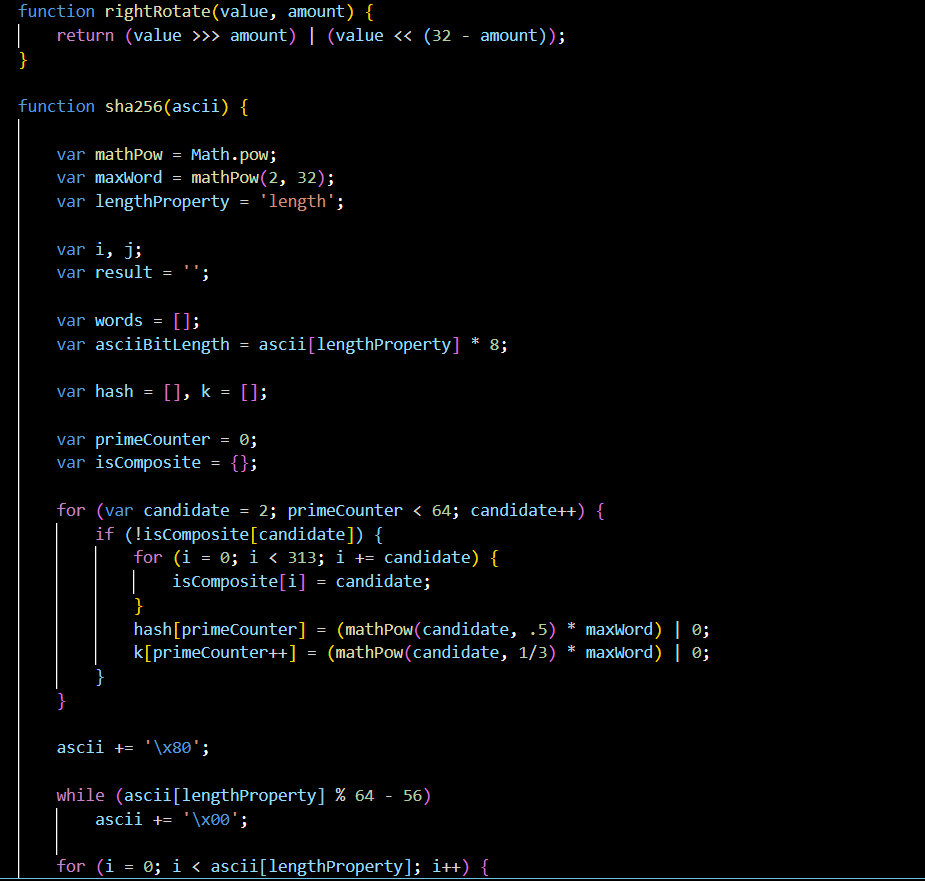 function rightRotate(value, amount) {
    return (value >>> amount) | (value << (32 - amount));
}

function sha256(ascii) {

    var mathPow = Math.pow;
    var maxWord = mathPow(2, 32);
    var lengthProperty = 'length';

    var i, j;
    var result = '';

    var words = [];
    var asciiBitLength = ascii[lengthProperty] * 8;

    var hash = [], k = [];

    var primeCounter = 0;
    var isComposite = {};

    for (var candidate = 2; primeCounter < 64; candidate++) {
        if (!isComposite[candidate]) {
            for (i = 0; i < 313; i += candidate) {
                isComposite[i] = candidate;
            }
            hash[primeCounter] = (mathPow(candidate, .5) * maxWord) | 0;
            k[primeCounter++] = (mathPow(candidate, 1/3) * maxWord) | 0;
        }
    }

    ascii += '\x80';

    while (ascii[lengthProperty] % 64 - 56)
        ascii += '\x00';

    for (i = 0; i < ascii[lengthProperty]; i++) {